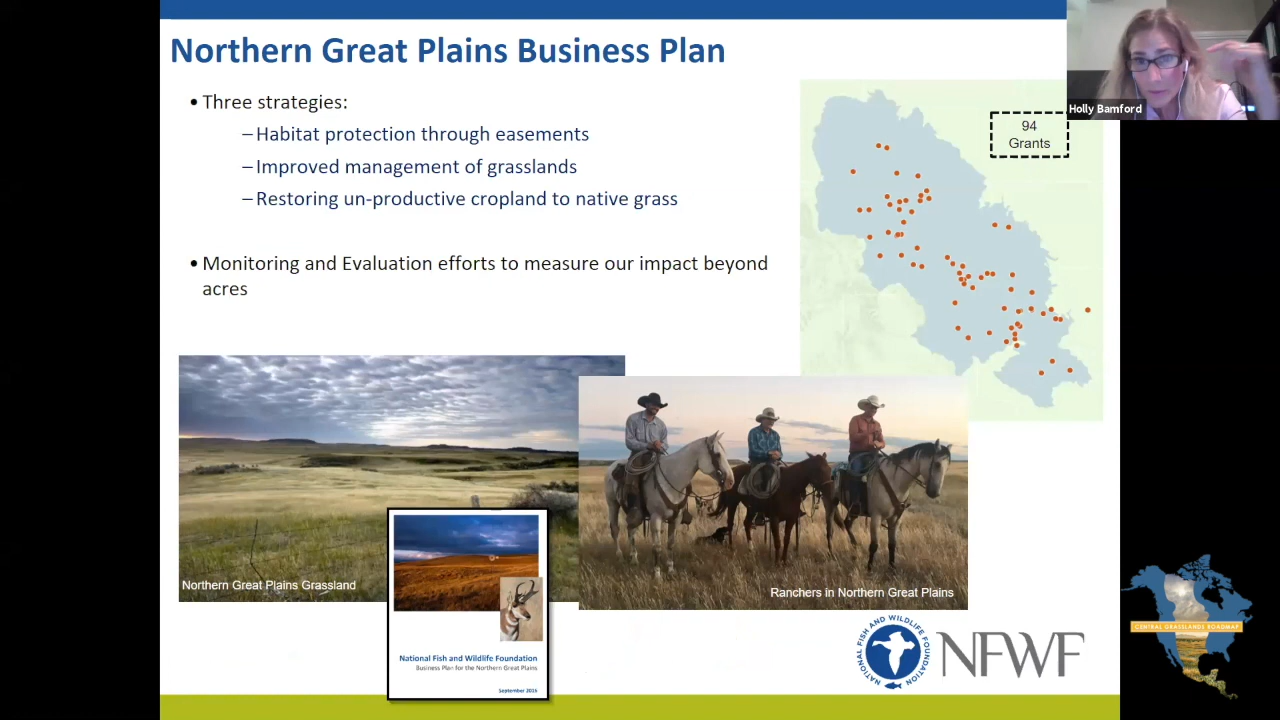 Northern Great Plains Business Plan
• Three strategies:
– Habitat protection through easements
– Improved management of grasslands
– Restoring un-productive cropland to native grass
• Monitoring and Evaluation efforts to measure our impact beyond
acres
94
Grants
Holly Bamford
Northern Great Plains Grassland
Ranchers in Northern Great Plains
National Fish and Wildlife Foundation
Business Plan for the Northern Great Plains
NATIONAL FISH AND WILDLIFE FOUNDATION
NFWF
CENTRAL GRASSLANDS ROADMAP